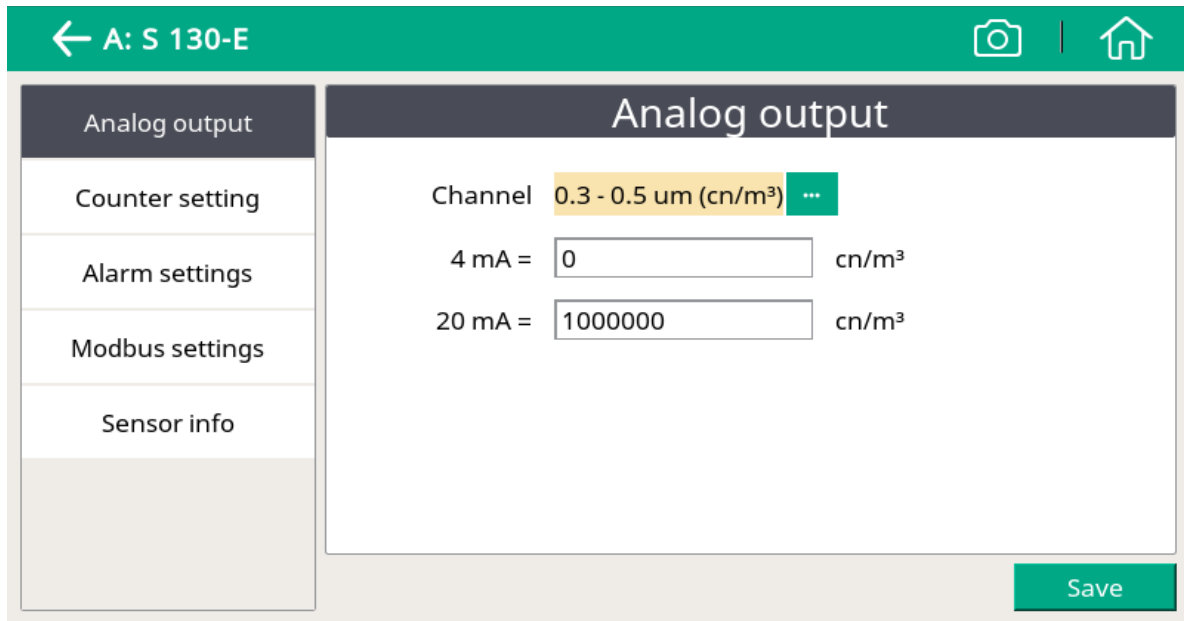 A: S 130-E
Analog output
Counter setting
Alarm settings
Modbus settings
Sensor info
Analog output
Channel 0.3 - 0.5 um (cn/m³) ...
4 mA = 0 cn/m³
20 mA = 1000000 cn/m³
Save